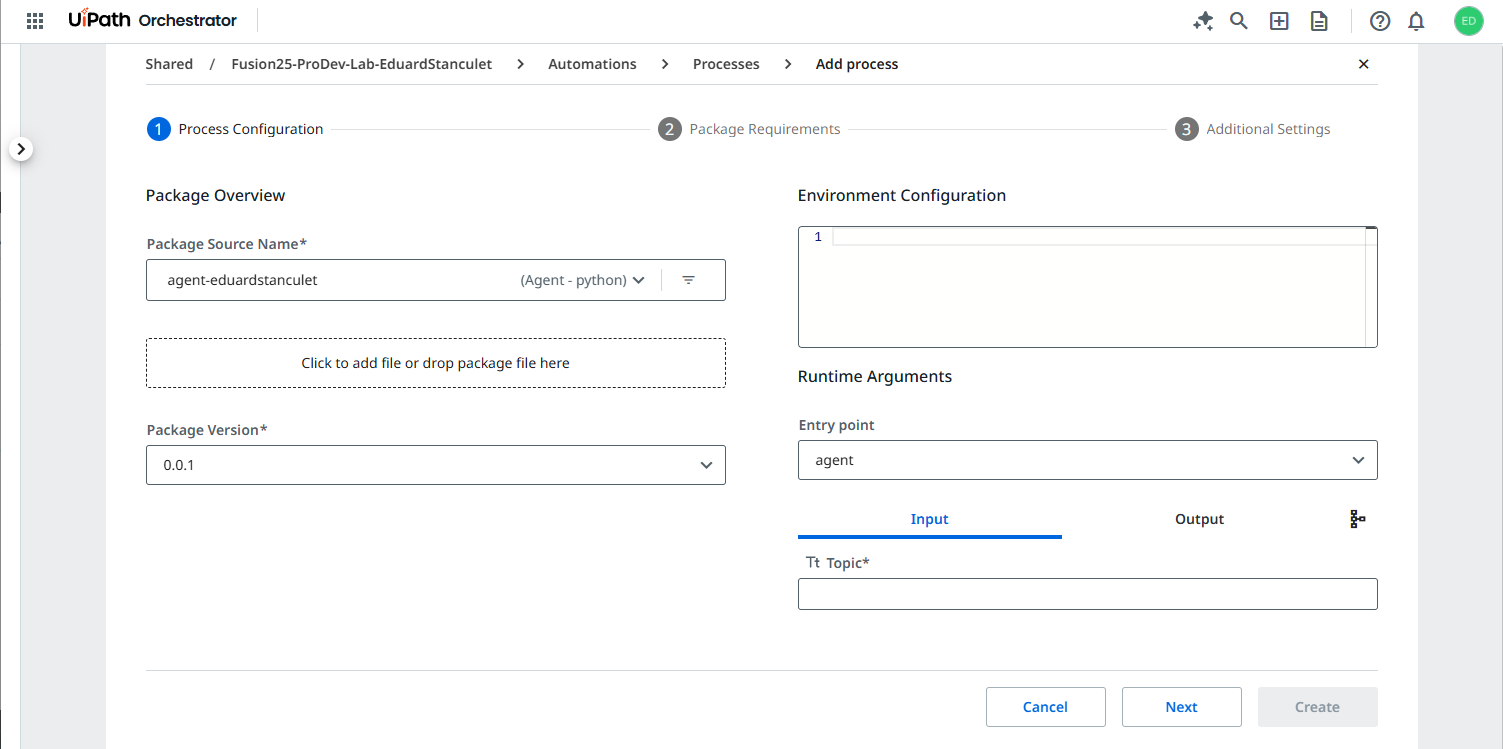 UiPath Orchestrator
ED
Shared / Fusion25-ProDev-Lab-EduardStanculet > Automations > Processes > Add process
1 Process Configuration
2 Package Requirements
3 Additional Settings
Package Overview
Package Source Name*
agent-eduardstanculet (Agent - python)
Click to add file or drop package file here
Package Version*
0.0.1
Environment Configuration
1
Runtime Arguments
Entry point
agent
Input Output
Tt Topic*
Cancel Next Create